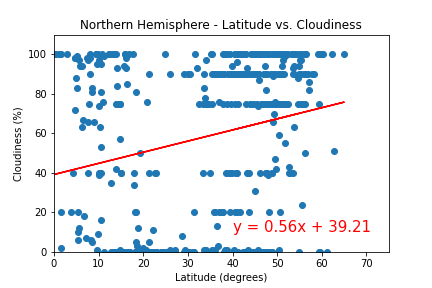 Northern Hemisphere - Latitude vs. Cloudiness
Cloudiness (%)
100
80
60
40
20
0
y = 0.56x + 39.21
0 10 20 30 40 50 60 70
Latitude (degrees)